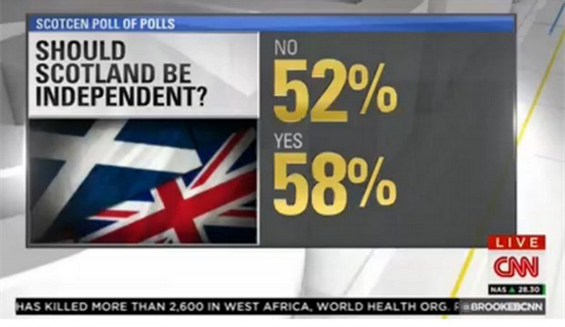 SCOTCEN POLL OF POLLS
SHOULD
SCOTLAND BE
INDEPENDENT?
NO
52%
YES
58%
LIVE
CNN
NAS ▲ 28.30
HAS KILLED MORE THAN 2,600 IN WEST AFRICA, WORLD HEALTH ORG.
@BROOKEBCNN